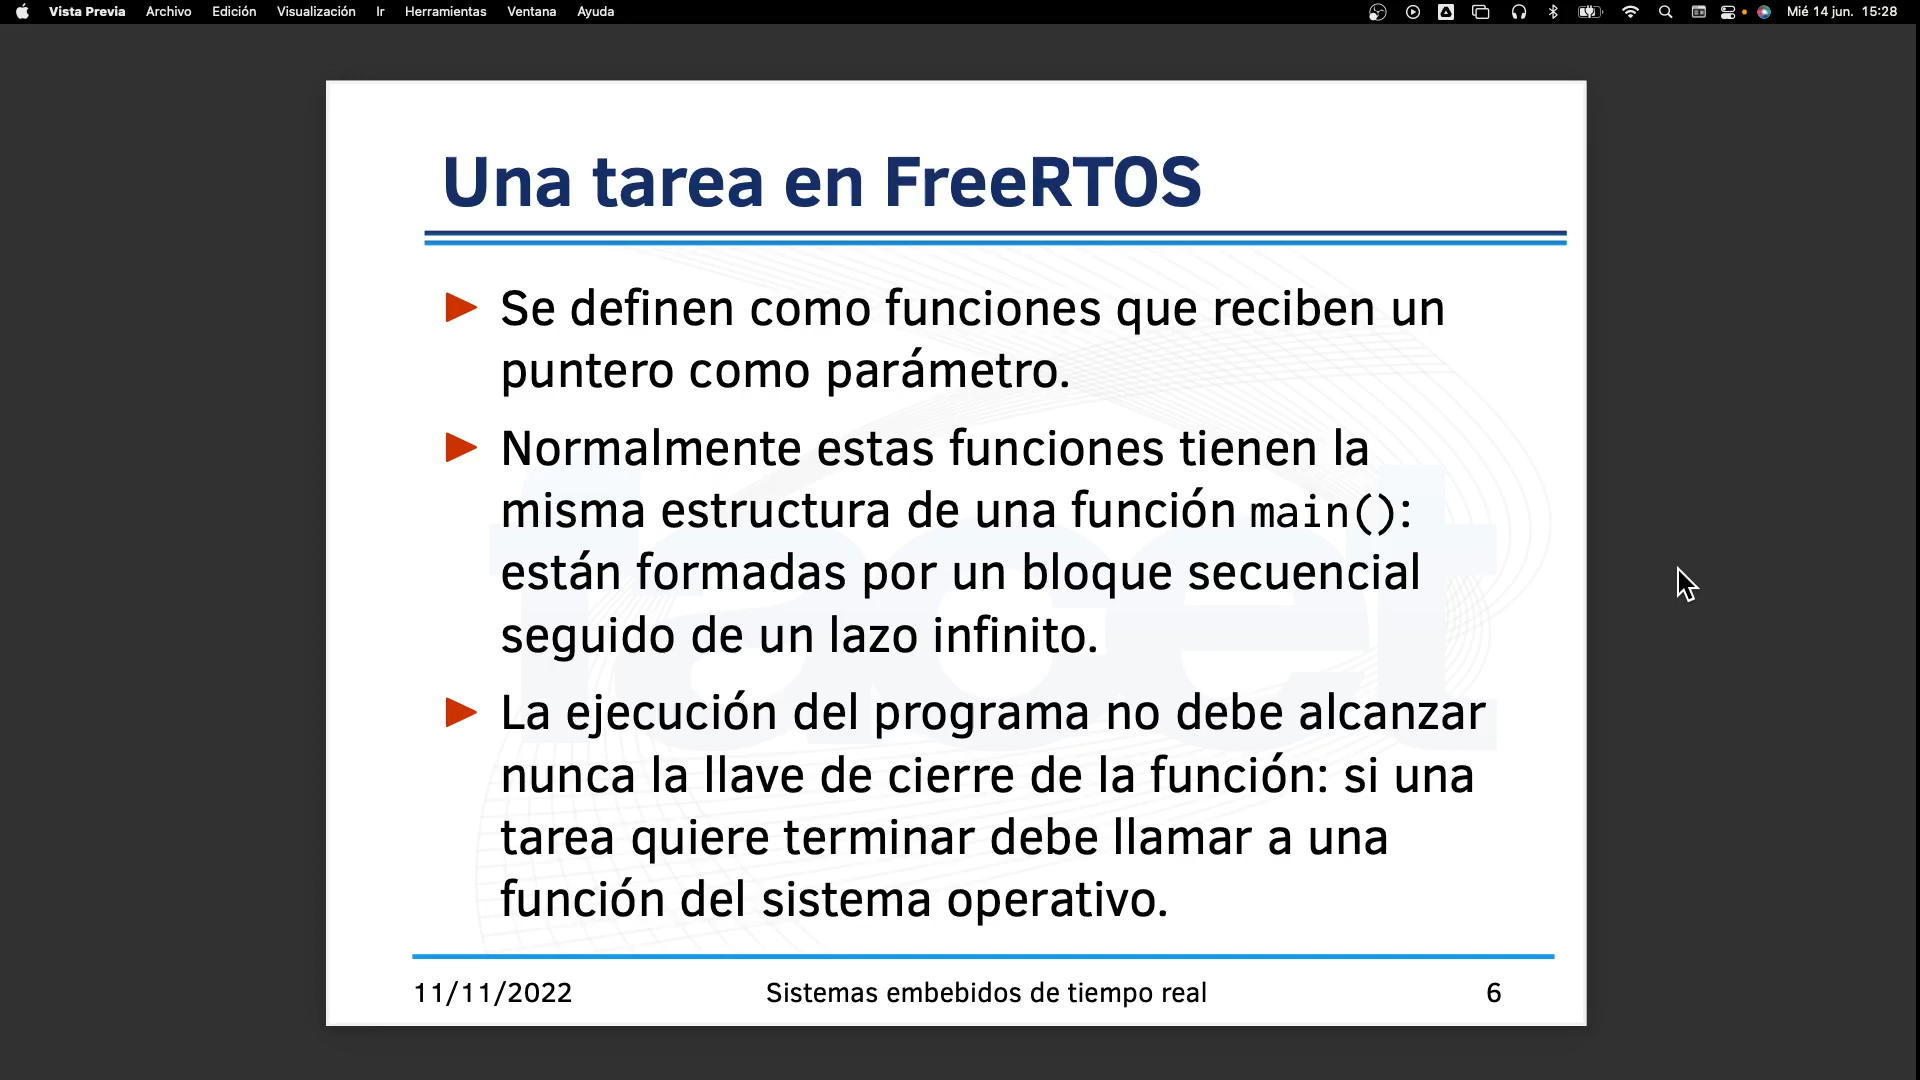 Vista Previa Archivo Edición Visualización Ir Herramientas Ventana Ayuda Mié 14 jun. 15:28
Una tarea en FreeRTOS
Se definen como funciones que reciben un
puntero como parámetro.
Normalmente estas funciones tienen la
misma estructura de una función main():
están formadas por un bloque secuencial
seguido de un lazo infinito.
La ejecución del programa no debe alcanzar
nunca la llave de cierre de la función: si una
tarea quiere terminar debe llamar a una
función del sistema operativo.
11/11/2022 Sistemas embebidos de tiempo real 6
facet